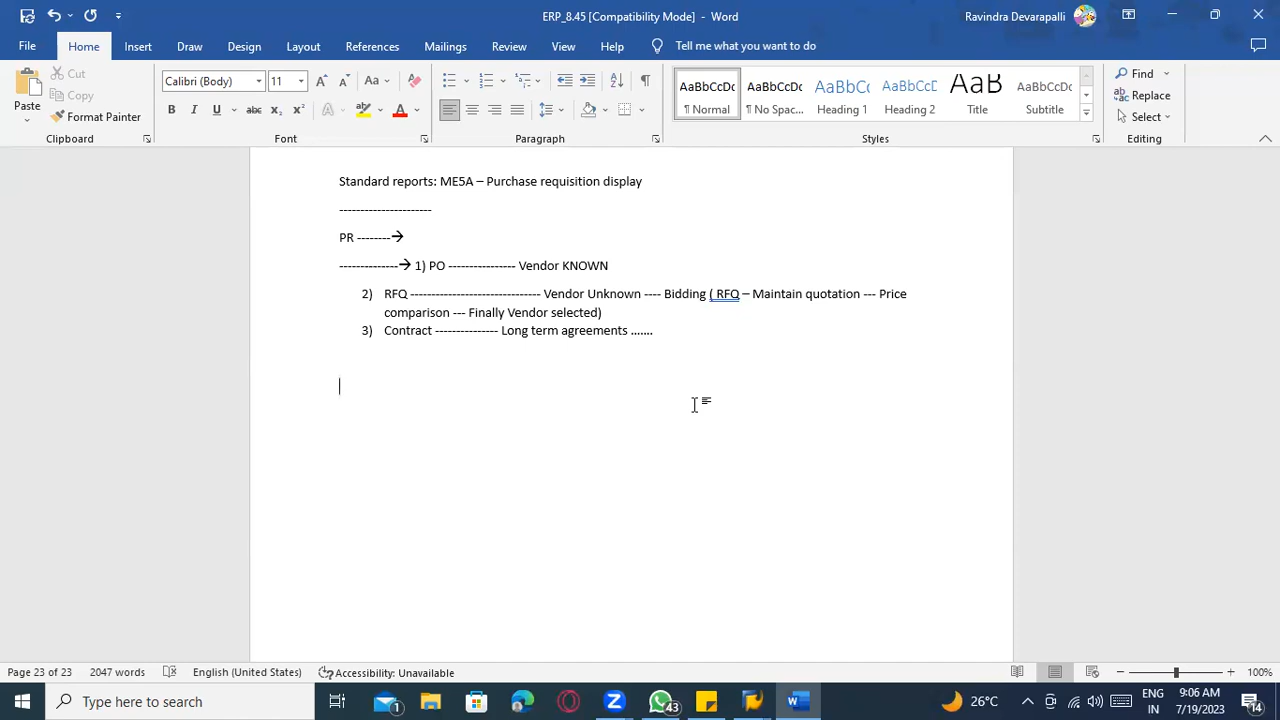 ERP_8.45 [Compatibility Mode] - Word
Ravindra Devarapalli
File Home Insert Draw Design Layout References Mailings Review View Help Tell me what you want to do
Paste
Cut
Copy
Format Painter
Clipboard
Calibri (Body) 11
Font
Paragraph
AaBbCcDc AaBbCcDc AaBbCc AaBbCcD AaB AaBbCcD
¶ Normal ¶ No Spac... Heading 1 Heading 2 Title Subtitle
Styles
Find
Replace
Select
Editing
Standard reports: ME5A – Purchase requisition display
----------------------
PR --------→
--------------→ 1) PO ---------------- Vendor KNOWN
2) RFQ ------------------------------- Vendor Unknown ---- Bidding ( RFQ – Maintain quotation --- Price
comparison --- Finally Vendor selected)
3) Contract --------------- Long term agreements …….
Page 23 of 23 2047 words English (United States) Accessibility: Unavailable 100%
Type here to search
1
43
26°C
ENG
IN
9:06 AM
7/19/2023
14